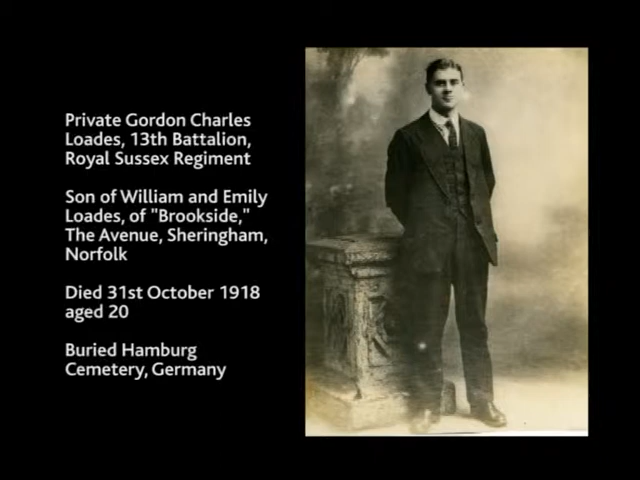 Private Gordon Charles
Loades, 13th Battalion,
Royal Sussex Regiment
Son of William and Emily
Loades, of "Brookside,"
The Avenue, Sheringham,
Norfolk
Died 31st October 1918
aged 20
Buried Hamburg
Cemetery, Germany